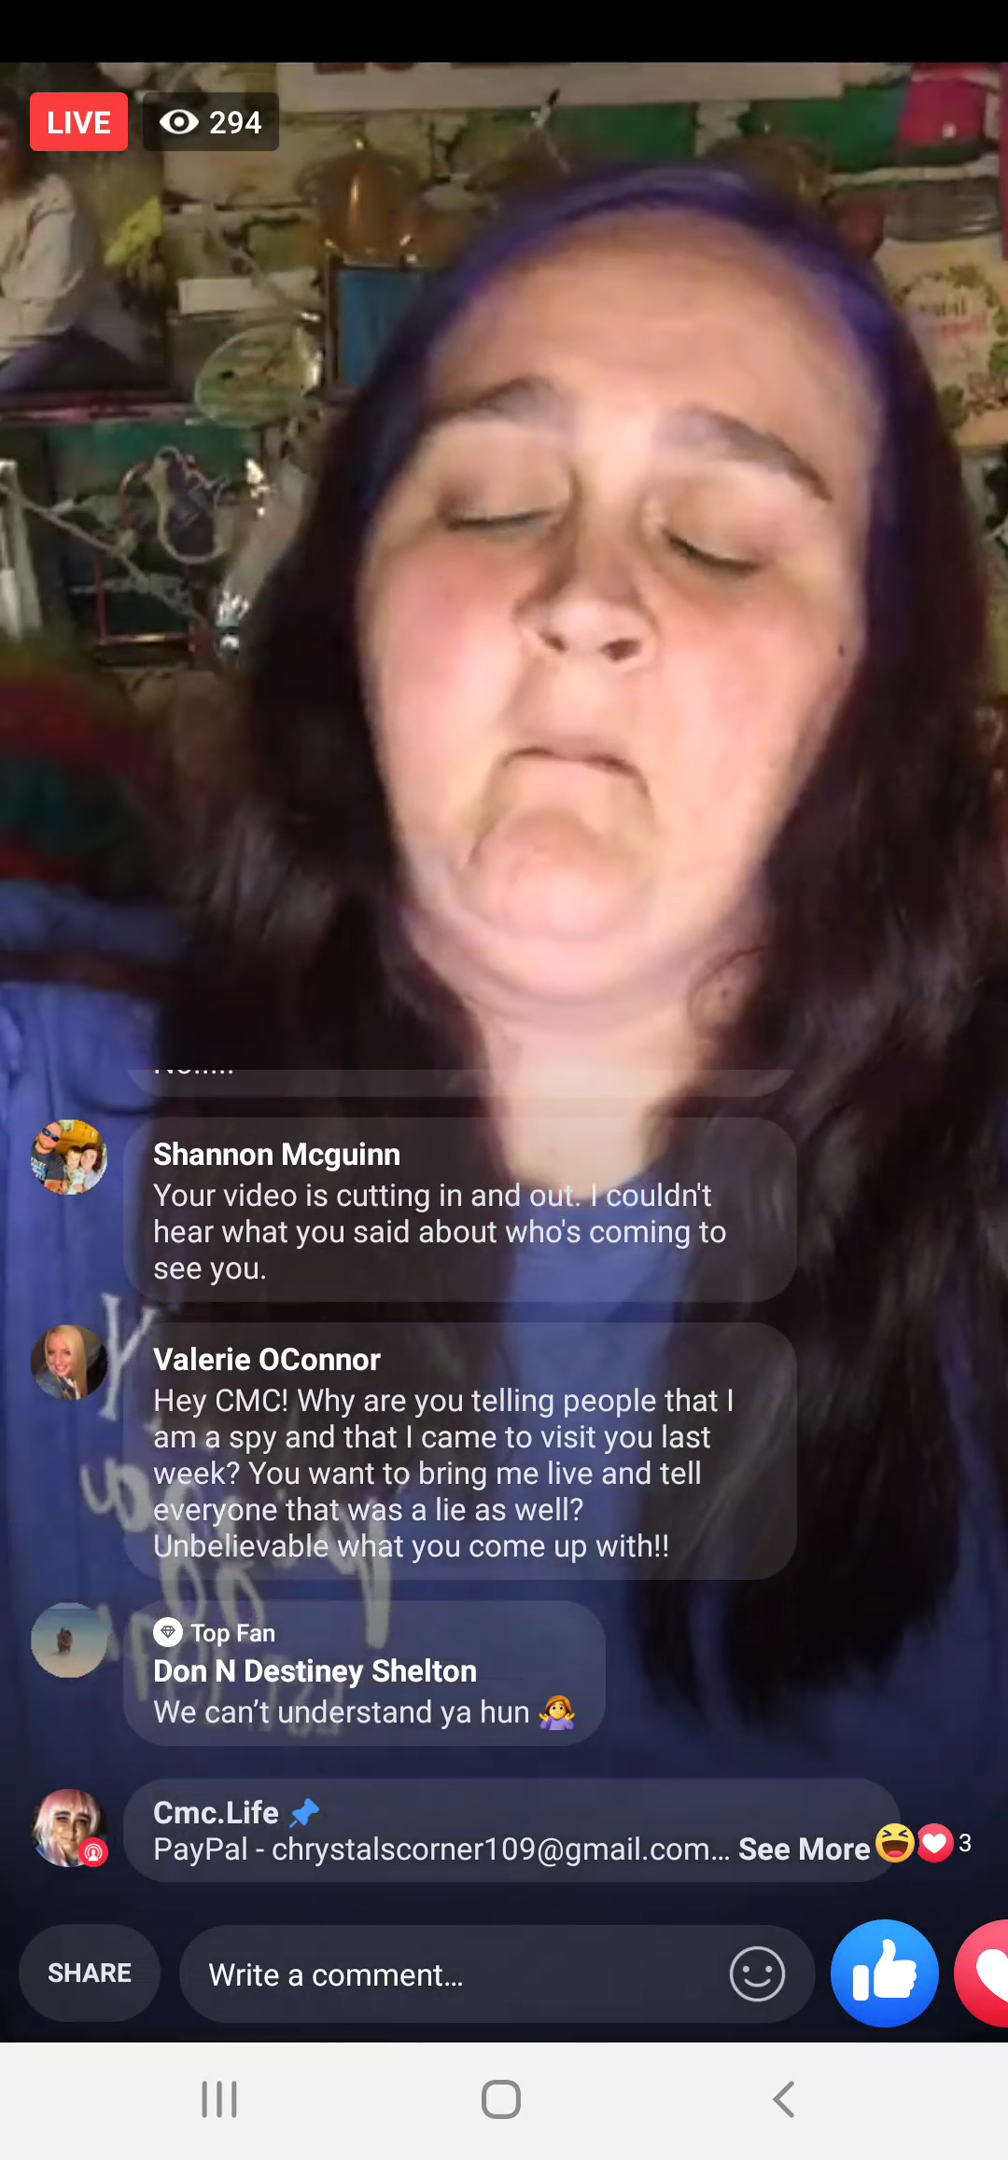 LIVE 294
No.....
Shannon Mcguinn
Your video is cutting in and out. I couldn't
hear what you said about who's coming to
see you.
Valerie OConnor
Hey CMC! Why are you telling people that I
am a spy and that I came to visit you last
week? You want to bring me live and tell
everyone that was a lie as well?
Unbelievable what you come up with!!
Top Fan
Don N Destiney Shelton
We can’t understand ya hun 🤷‍♀️
Cmc.Life 📌
PayPal - chrystalscorner109@gmail.com... See More 3
SHARE
Write a comment...